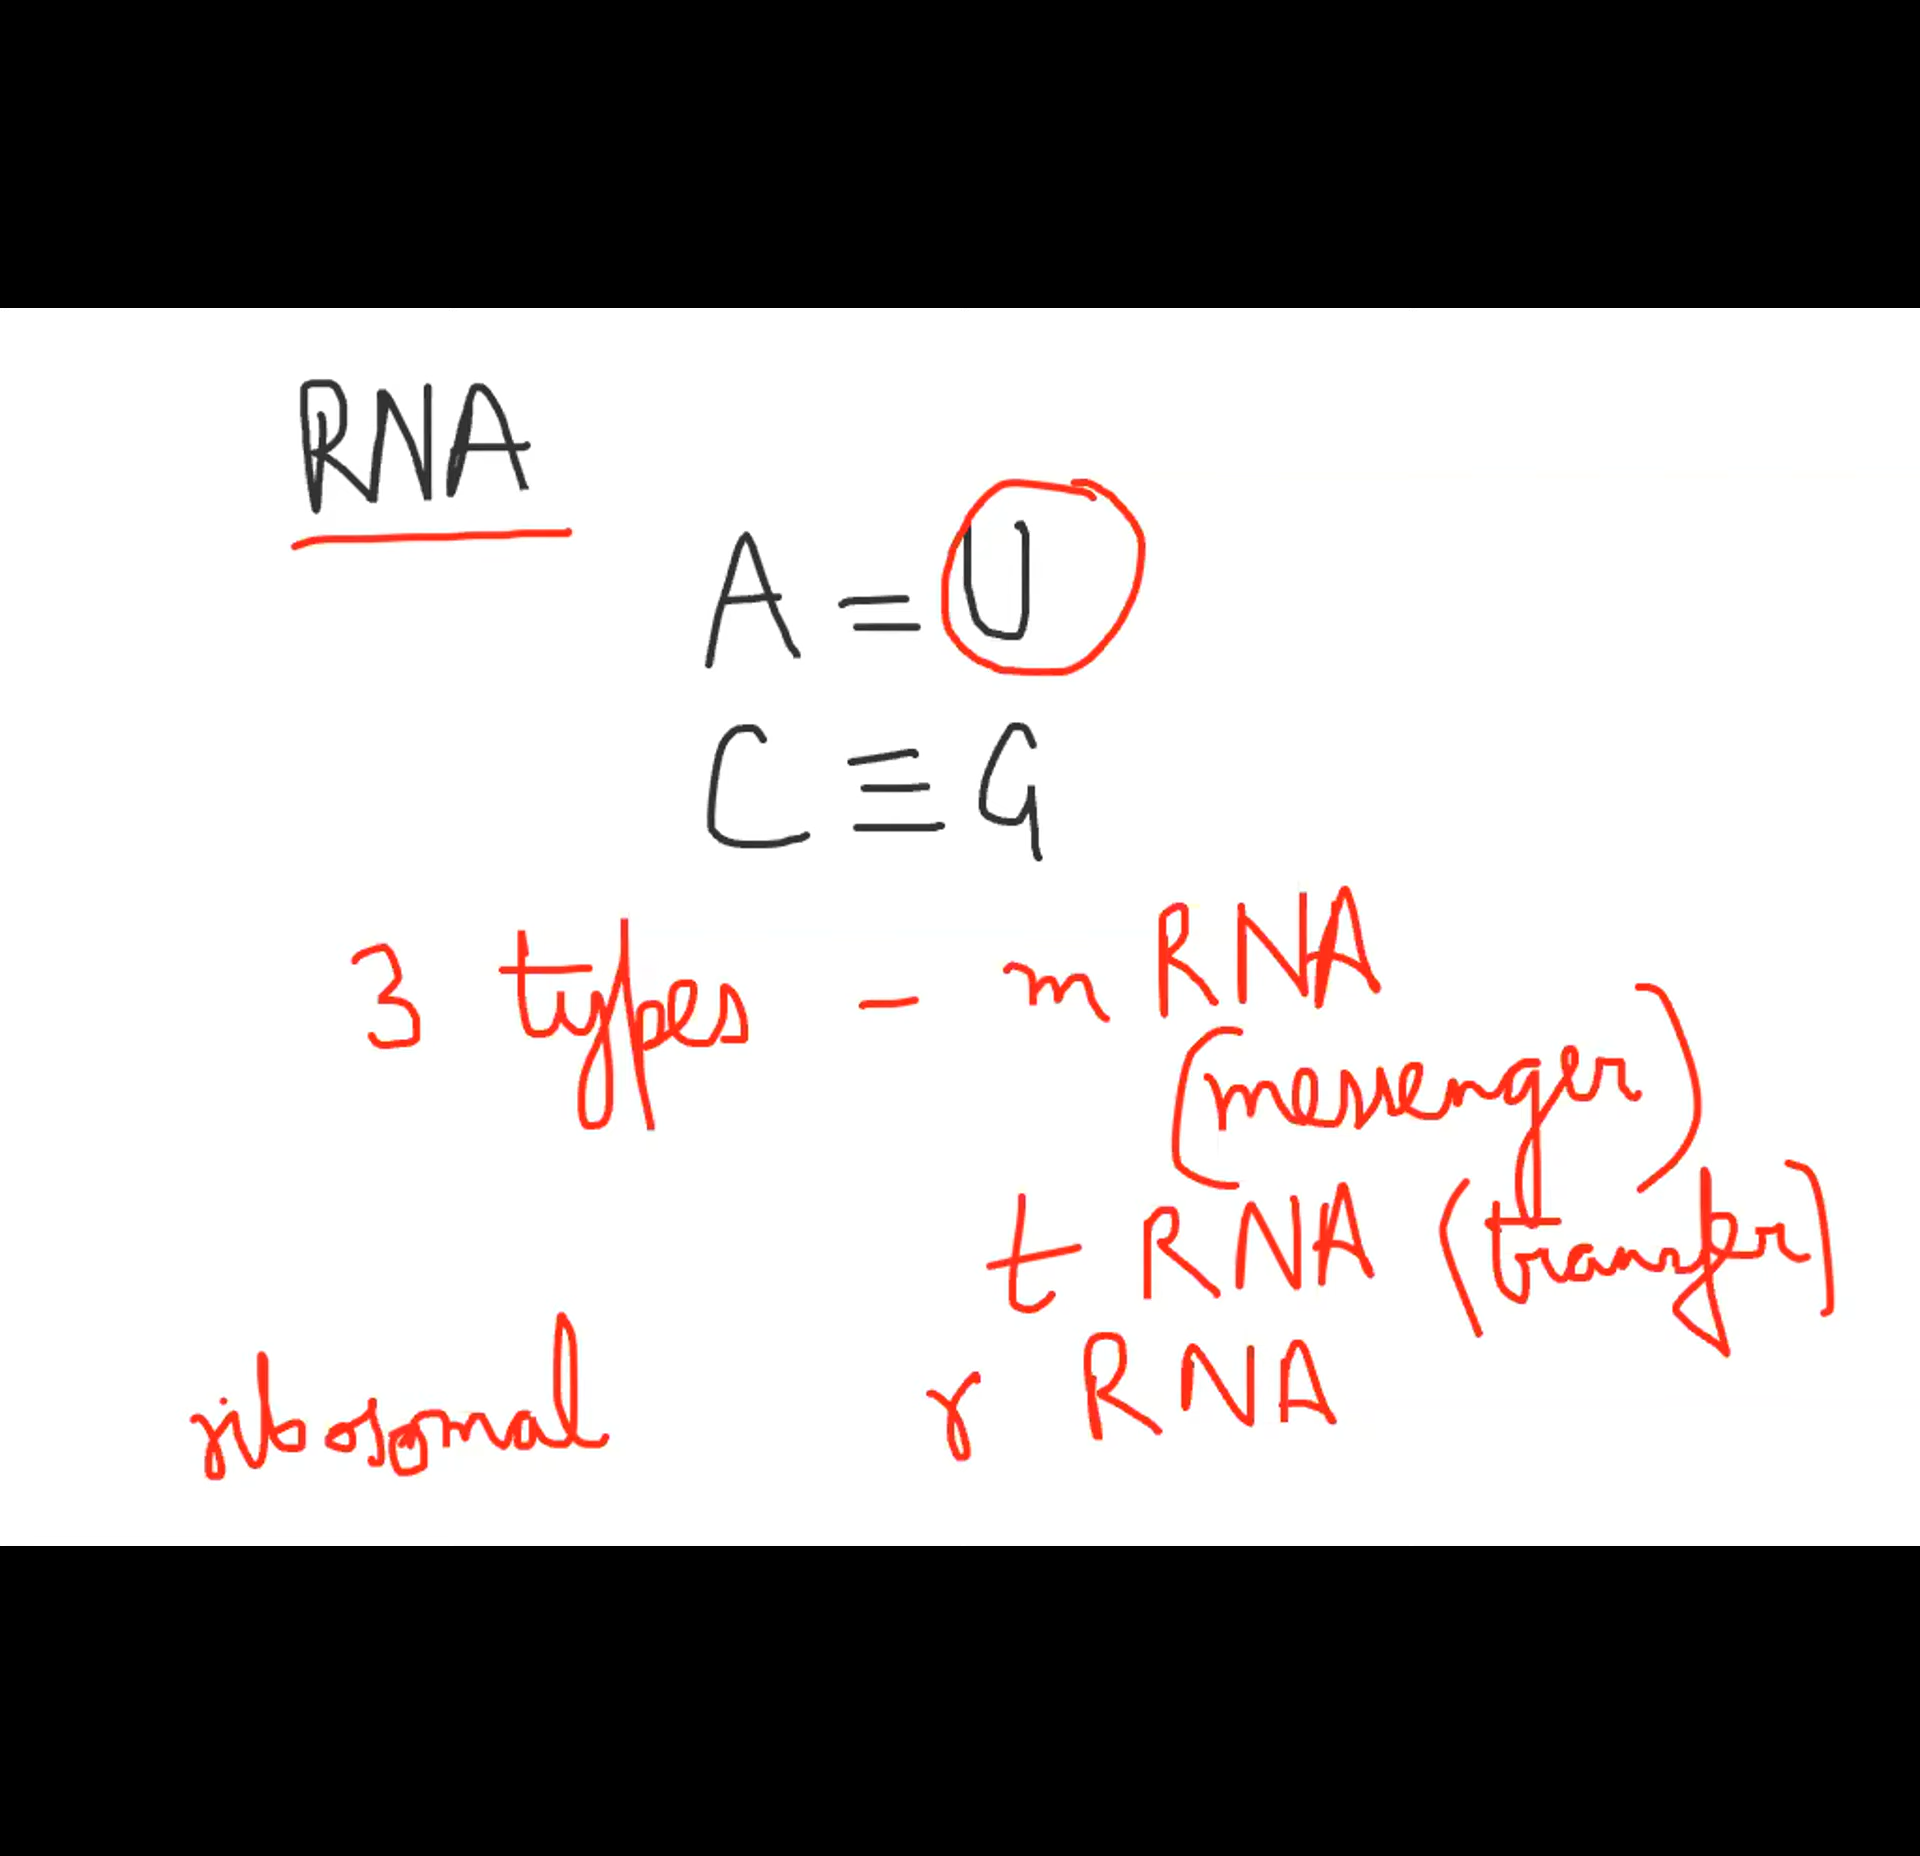 RNA
A = U
C ≡ G
3 types - m RNA
(messenger)
t RNA (transfer)
ribosomal r RNA